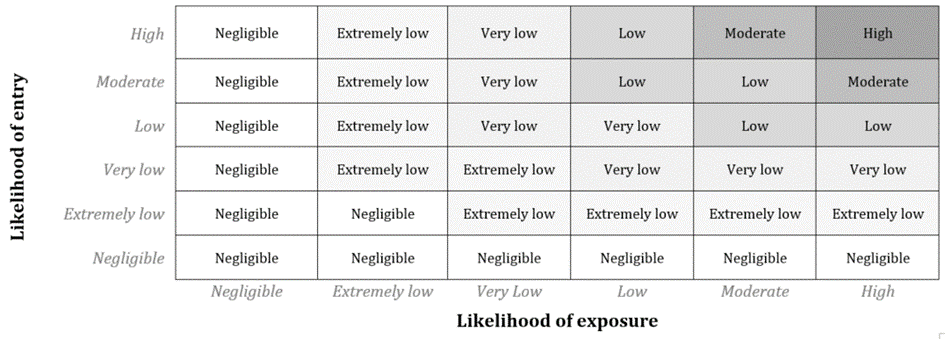 Likelihood of entry
High Negligible Extremely low Very low Low Moderate High
Moderate Negligible Extremely low Very low Low Low Moderate
Low Negligible Extremely low Very low Very low Low Low
Very low Negligible Extremely low Extremely low Very low Very low Very low
Extremely low Negligible Negligible Extremely low Extremely low Extremely low Extremely low
Negligible Negligible Negligible Negligible Negligible Negligible Negligible
Negligible Extremely low Very Low Low Moderate High
Likelihood of exposure